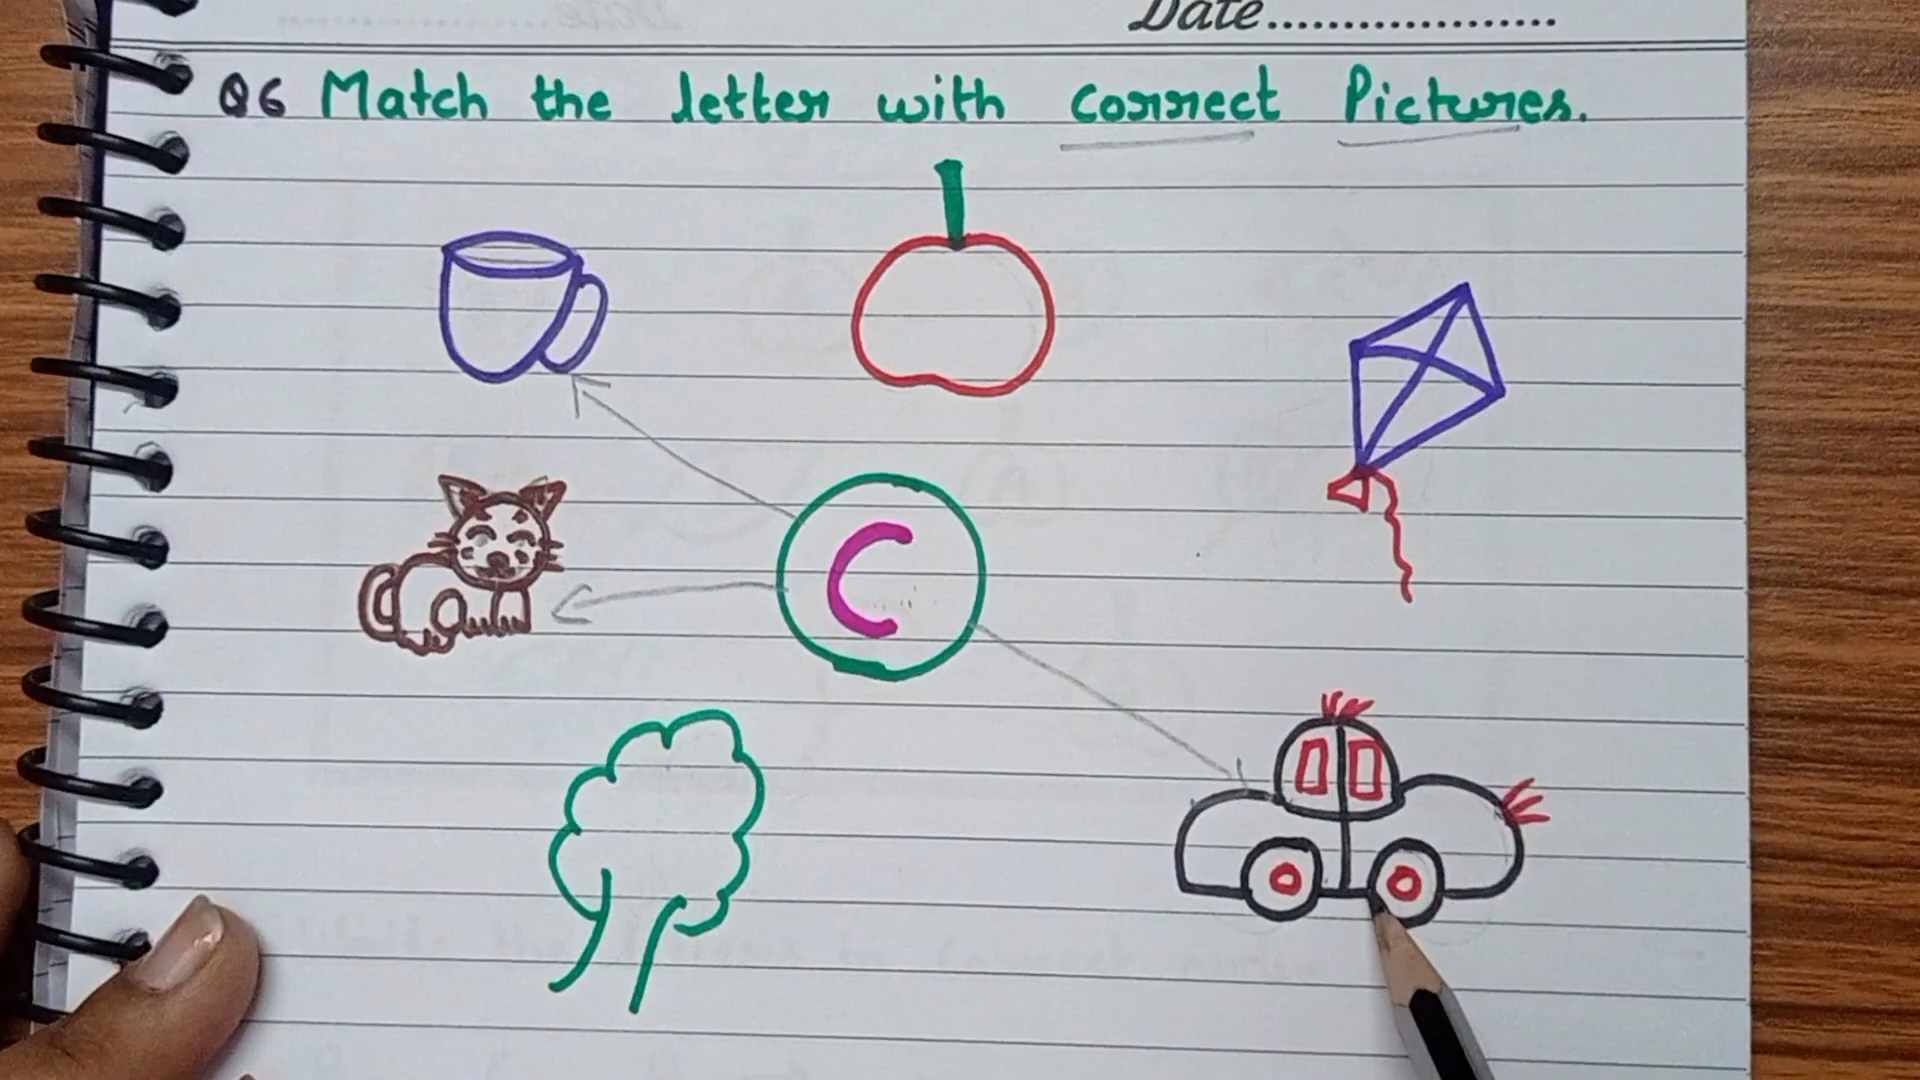 Date....................
Q6 Match the letter with correct Pictures.
C